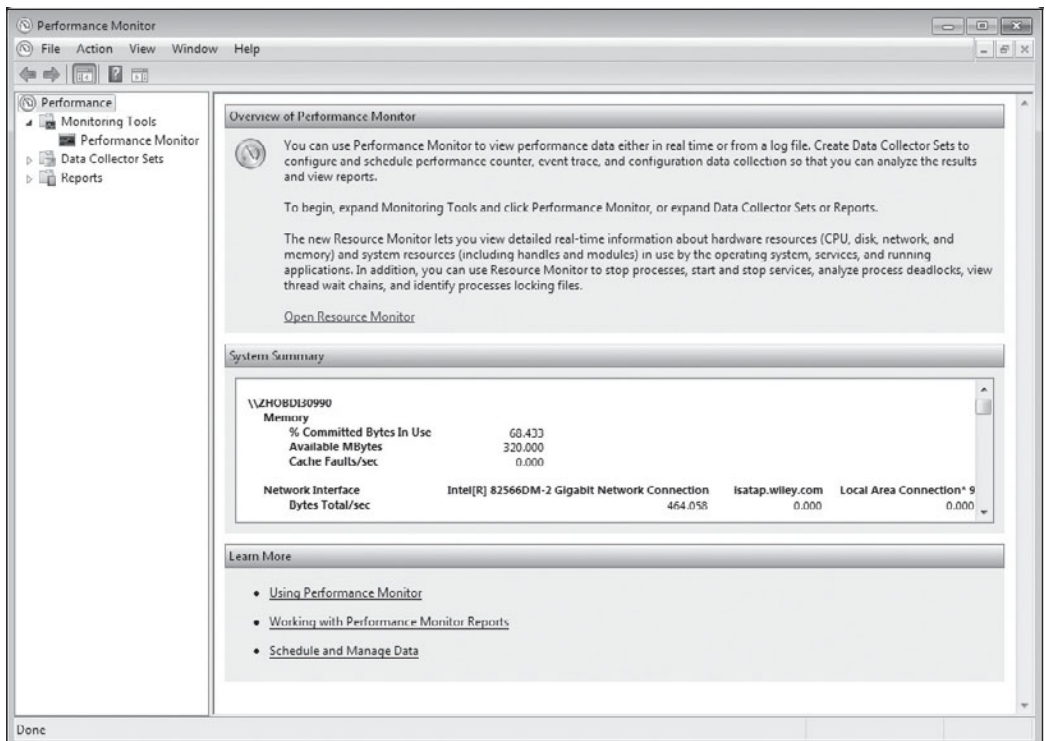 Performance Monitor
File Action View Window Help
Performance
Monitoring Tools
Performance Monitor
Data Collector Sets
Reports
Overview of Performance Monitor
You can use Performance Monitor to view performance data either in real time or from a log file. Create Data Collector Sets to
configure and schedule performance counter, event trace, and configuration data collection so that you can analyze the results
and view reports.
To begin, expand Monitoring Tools and click Performance Monitor, or expand Data Collector Sets or Reports.
The new Resource Monitor lets you view detailed real-time information about hardware resources (CPU, disk, network, and
memory) and system resources (including handles and modules) in use by the operating system, services, and running
applications. In addition, you can use Resource Monitor to stop processes, start and stop services, analyze process deadlocks, view
thread wait chains, and identify processes locking files.
Open Resource Monitor
System Summary
\\ZHOBDI30990
Memory
% Committed Bytes In Use 68.433
Available MBytes 320.000
Cache Faults/sec 0.000
Network Interface Intel[R] 82566DM-2 Gigabit Network Connection isatap.wiley.com Local Area Connection* 9
Bytes Total/sec 464.058 0.000 0.000
Learn More
• Using Performance Monitor
• Working with Performance Monitor Reports
• Schedule and Manage Data
Done